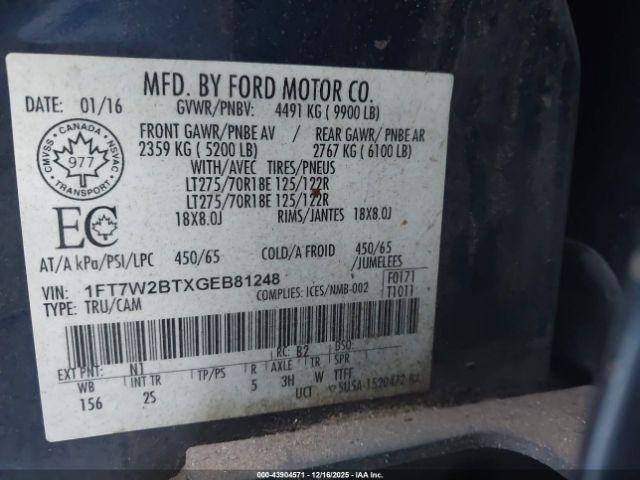 MFD. BY FORD MOTOR CO.
DATE: 01/16 GVWR/PNBV: 4491 KG ( 9900 LB)
FRONT GAWR/PNBE AV / REAR GAWR/PNBE AR
2359 KG ( 5200 LB) 2767 KG ( 6100 LB)
CMVSS · CANADA · NSVAC
977
TRANSPORT
WITH/AVEC TIRES/PNEUS
LT275/70R18E 125/122R
LT275/70R18E 125/122R
18X8.0J RIMS/JANTES 18X8.0J
EC
AT/A kPa/PSI/LPC 450/65 COLD/A FROID 450/65
/JUMELEES
VIN: 1FT7W2BTXGEB81248
TYPE: TRU/CAM COMPLIES: ICES/NMB-002
F0171
T1011
EXT PNT: N1 RC: B2 DSO:
WB INT TR TP/PS R AXLE TR SPR
156 2S 5 3H W TTFF
UCT
000-43904571 | 12/16/2025 - IAAI.com